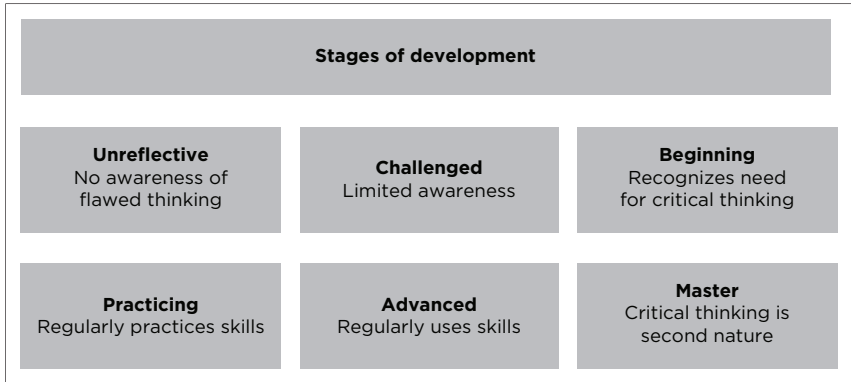 Stages of development
Unreflective
No awareness of
flawed thinking
Challenged
Limited awareness
Beginning
Recognizes need
for critical thinking
Practicing
Regularly practices skills
Advanced
Regularly uses skills
Master
Critical thinking is
second nature